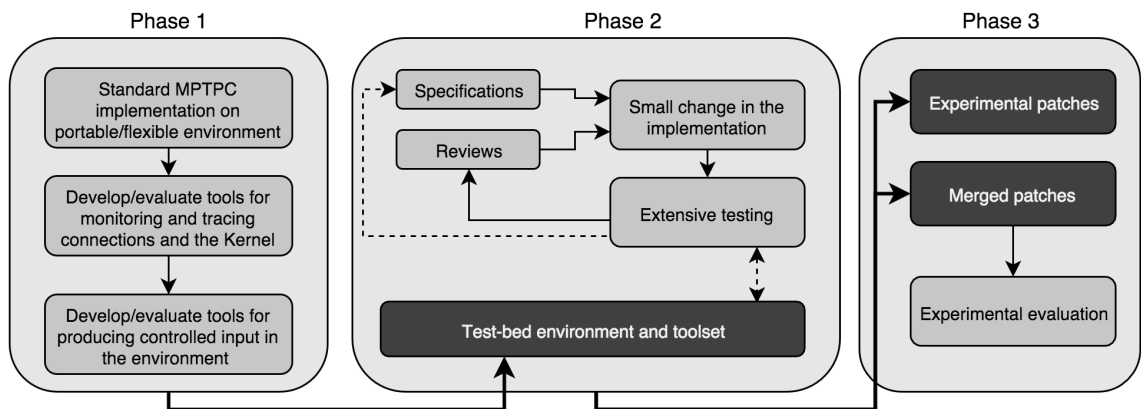 Phase 1
Standard MPTPC
implementation on
portable/flexible environment
Develop/evaluate tools for
monitoring and tracing
connections and the Kernel
Develop/evaluate tools for
producing controlled input in
the environment
Phase 2
Specifications
Reviews
Small change in the
implementation
Extensive testing
Test-bed environment and toolset
Phase 3
Experimental patches
Merged patches
Experimental evaluation